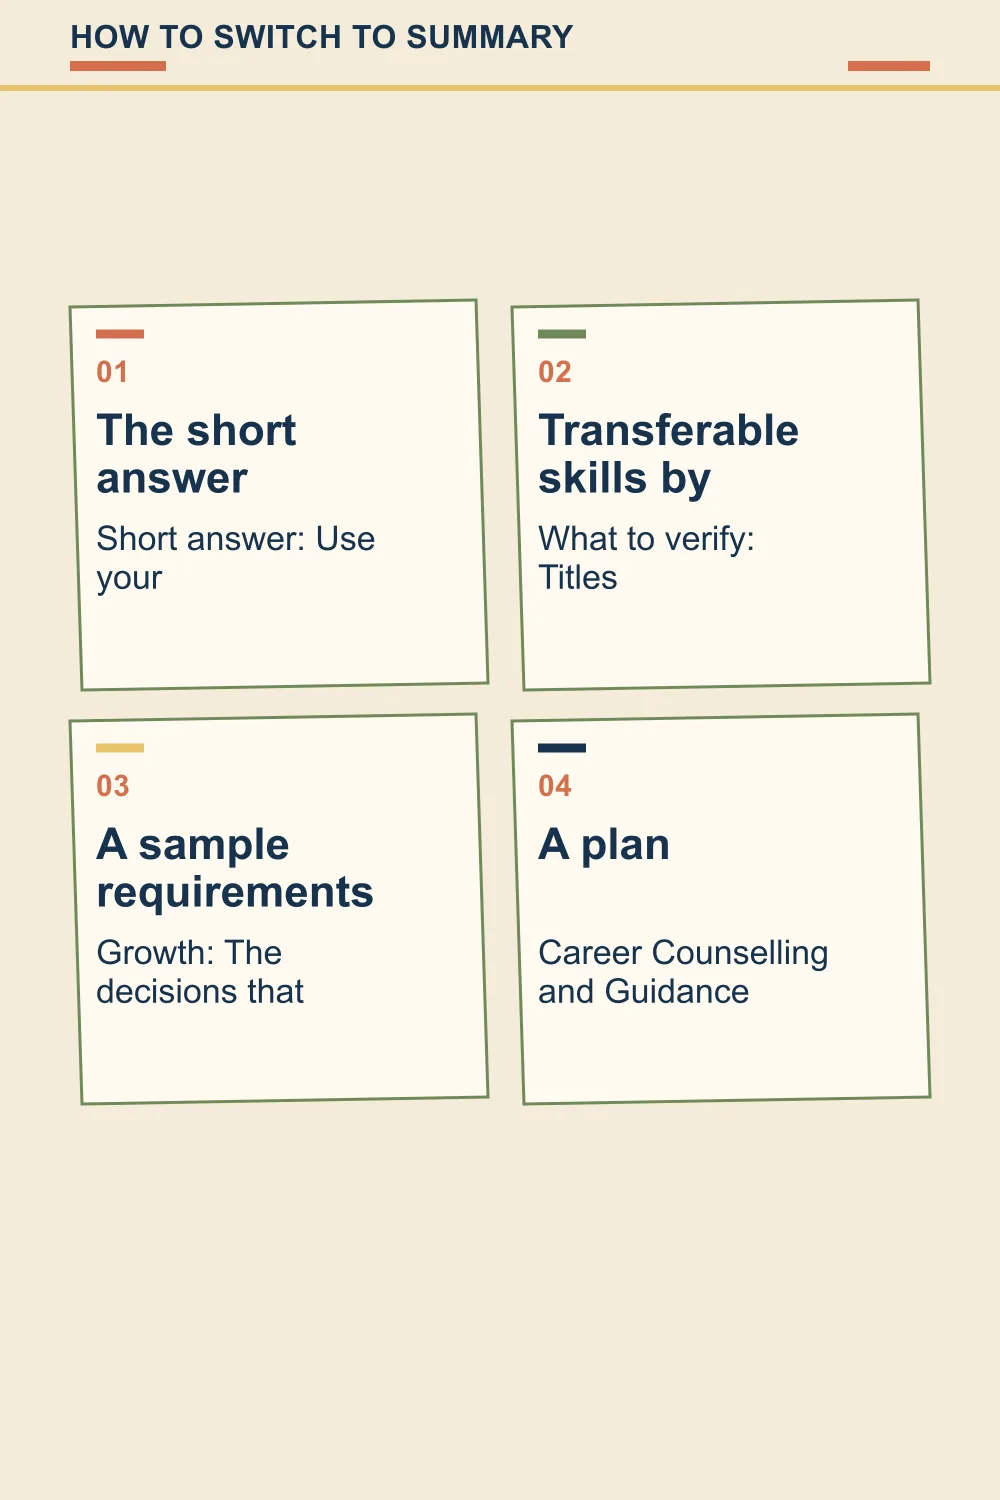 HOW TO SWITCH TO SUMMARY
01
The short
answer
Short answer: Use
your
02
Transferable
skills by
What to verify:
Titles
03
A sample
requirements
Growth: The
decisions that
04
A plan
Career Counselling
and Guidance